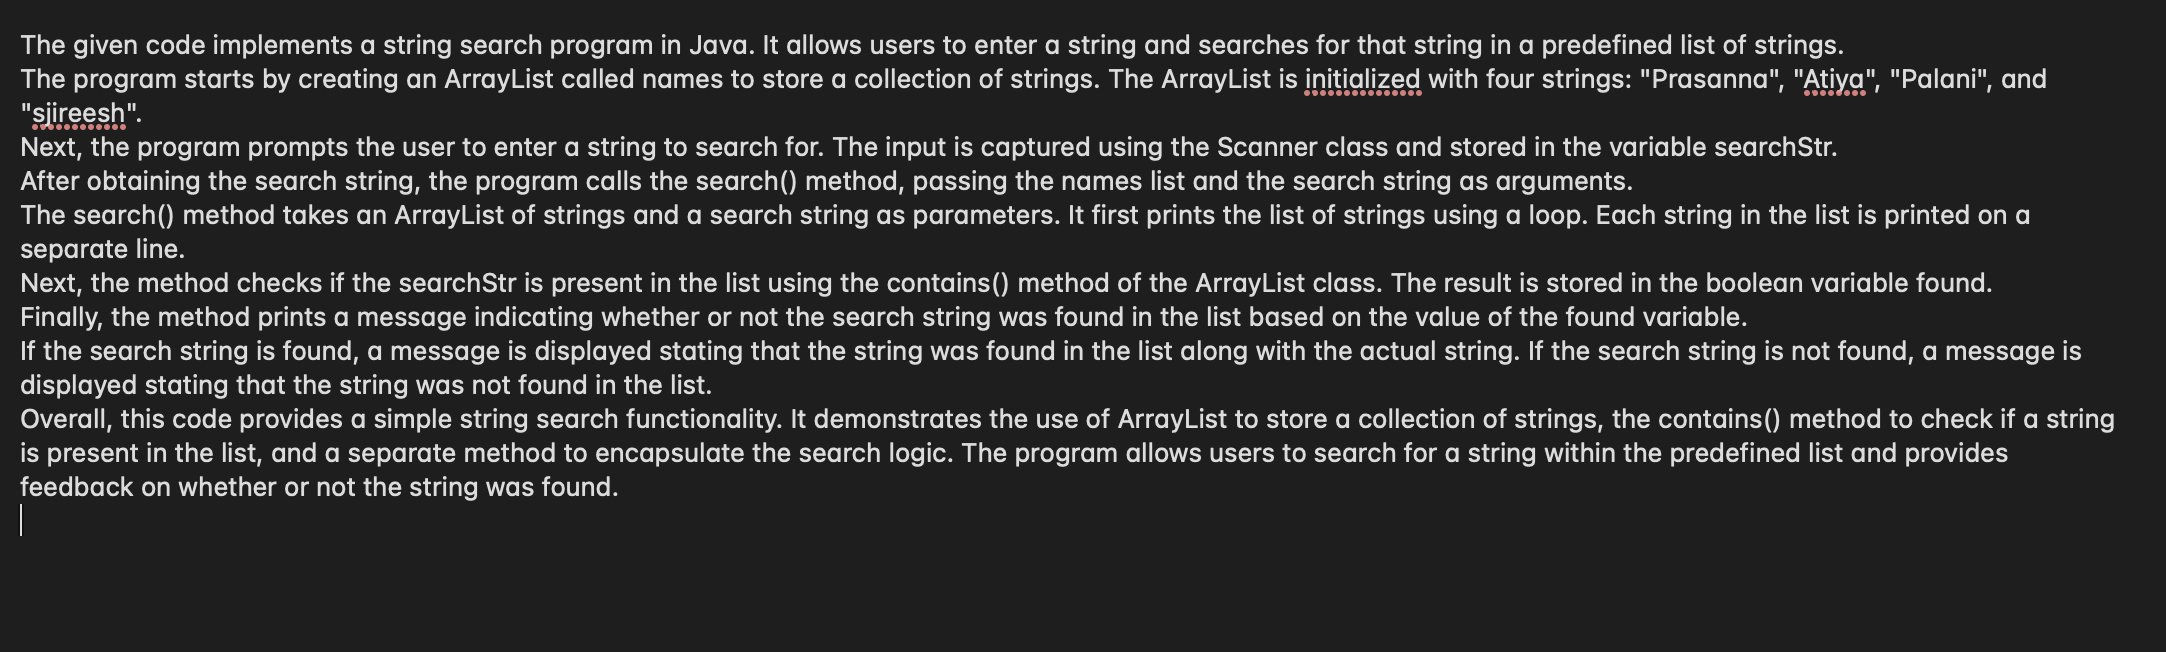 The given code implements a string search program in Java. It allows users to enter a string and searches for that string in a predefined list of strings.
The program starts by creating an ArrayList called names to store a collection of strings. The ArrayList is initialized with four strings: "Prasanna", "Atiya", "Palani", and
"sjireesh".
Next, the program prompts the user to enter a string to search for. The input is captured using the Scanner class and stored in the variable searchStr.
After obtaining the search string, the program calls the search() method, passing the names list and the search string as arguments.
The search() method takes an ArrayList of strings and a search string as parameters. It first prints the list of strings using a loop. Each string in the list is printed on a
separate line.
Next, the method checks if the searchStr is present in the list using the contains() method of the ArrayList class. The result is stored in the boolean variable found.
Finally, the method prints a message indicating whether or not the search string was found in the list based on the value of the found variable.
If the search string is found, a message is displayed stating that the string was found in the list along with the actual string. If the search string is not found, a message is
displayed stating that the string was not found in the list.
Overall, this code provides a simple string search functionality. It demonstrates the use of ArrayList to store a collection of strings, the contains() method to check if a string
is present in the list, and a separate method to encapsulate the search logic. The program allows users to search for a string within the predefined list and provides
feedback on whether or not the string was found.